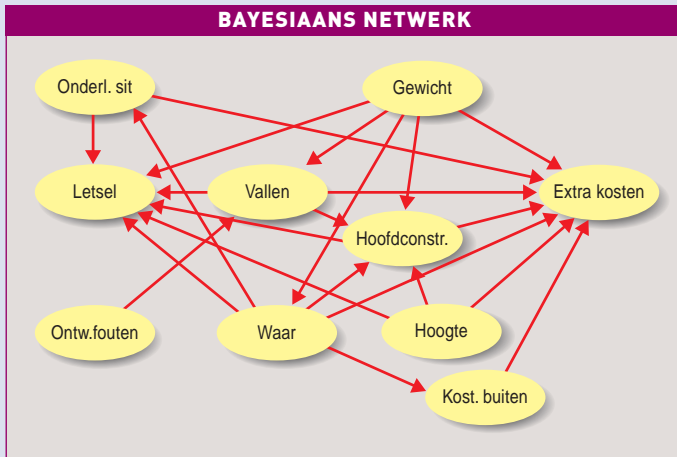 BAYESIAANS NETWERK
Onderl. sit
Gewicht
Letsel
Vallen
Extra kosten
Hoofdconstr.
Ontw.fouten
Waar
Hoogte
Kost. buiten